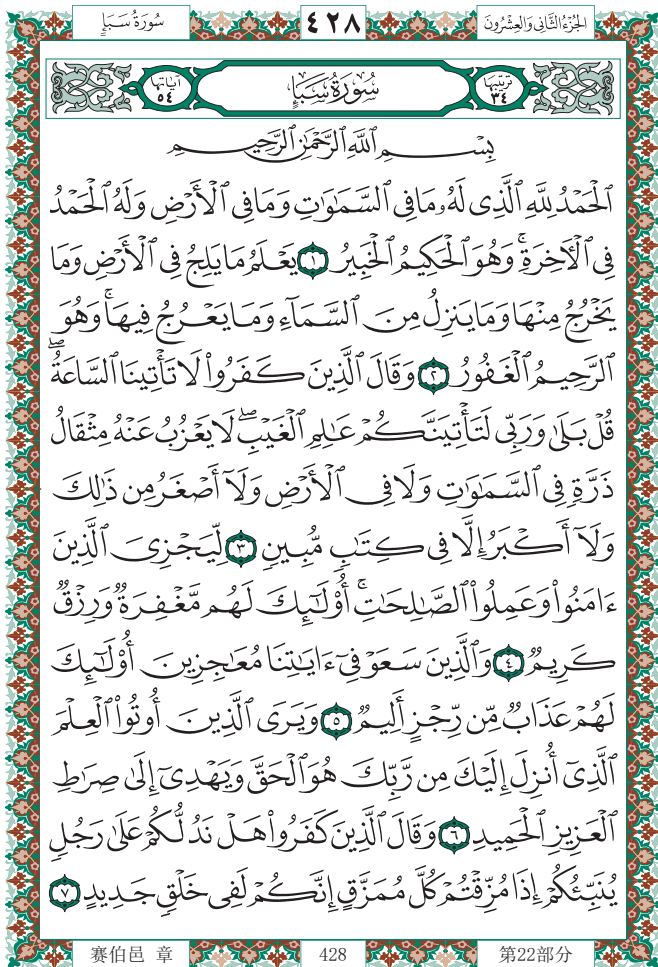 سُورَةُ سَبَإٍ ٤٢٨ الجُزْءُ الثَّانِي وَالعِشْرُونَ
تَرْتِيبُهَا ٣٤ سُورَةُ سَبَإٍ آيَاتُهَا ٥٤
بِسْمِ ٱللَّهِ ٱلرَّحْمَٰنِ ٱلرَّحِيمِ
ٱلْحَمْدُ لِلَّهِ ٱلَّذِى لَهُۥ مَا فِى ٱلسَّمَٰوَٰتِ وَمَا فِى ٱلْأَرْضِ وَلَهُ ٱلْحَمْدُ
فِى ٱلْأَخِرَةِۚ وَهُوَ ٱلْحَكِيمُ ٱلْخَبِيرُ ١ يَعْلَمُ مَا يَلِجُ فِى ٱلْأَرْضِ وَمَا
يَخْرُجُ مِنْهَا وَمَا يَنزِلُ مِنَ ٱلسَّمَآءِ وَمَا يَعْرُجُ فِيهَاۚ وَهُوَ
ٱلرَّحِيمُ ٱلْغَفُورُ ٢ وَقَالَ ٱلَّذِينَ كَفَرُوا۟ لَا تَأْتِينَا ٱلسَّاعَةُۖ
قُلْ بَلَىٰ وَرَبِّى لَتَأْتِيَنَّكُمْ عَٰلِمِ ٱلْغَيْبِۖ لَا يَعْزُبُ عَنْهُ مِثْقَالُ
ذَرَّةٍ فِى ٱلسَّمَٰوَٰتِ وَلَا فِى ٱلْأَرْضِ وَلَآ أَصْغَرُ مِن ذَٰلِكَ
وَلَآ أَكْبَرُ إِلَّا فِى كِتَٰبٍ مُّبِينٍ ٣ لِّيَجْزِىَ ٱلَّذِينَ
ءَامَنُوا۟ وَعَمِلُوا۟ ٱلصَّٰلِحَٰتِۚ أُو۟لَٰٓئِكَ لَهُم مَّغْفِرَةٌ وَرِزْقٌ
كَرِيمٌ ٤ وَٱلَّذِينَ سَعَوْ فِىٓ ءَايَٰتِنَا مُعَٰجِزِينَ أُو۟لَٰٓئِكَ
لَهُمْ عَذَابٌ مِّن رِّجْزٍ أَلِيمٌ ٥ وَيَرَى ٱلَّذِينَ أُوتُوا۟ ٱلْعِلْمَ
ٱلَّذِىٓ أُنزِلَ إِلَيْكَ مِن رَّبِّكَ هُوَ ٱلْحَقَّ وَيَهْدِىٓ إِلَىٰ صِرَٰطِ
ٱلْعَزِيزِ ٱلْحَمِيدِ ٦ وَقَالَ ٱلَّذِينَ كَفَرُوا۟ هَلْ نَدُلُّكُمْ عَلَىٰ رَجُلٍ
يُنَبِّئُكُمْ إِذَا مُزِّقْتُمْ كُلَّ مُمَزَّقٍ إِنَّكُمْ لَفِى خَلْقٍ جَدِيدٍ ٧
赛伯邑 章 428 第22部分